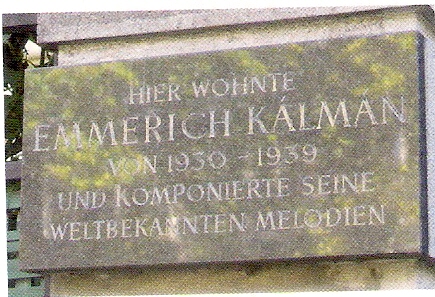 HIER WOHNTE
EMMERICH KÁLMÁN
VON 1930 - 1939
UND KOMPONIERTE SEINE
WELTBEKANNTEN MELODIEN